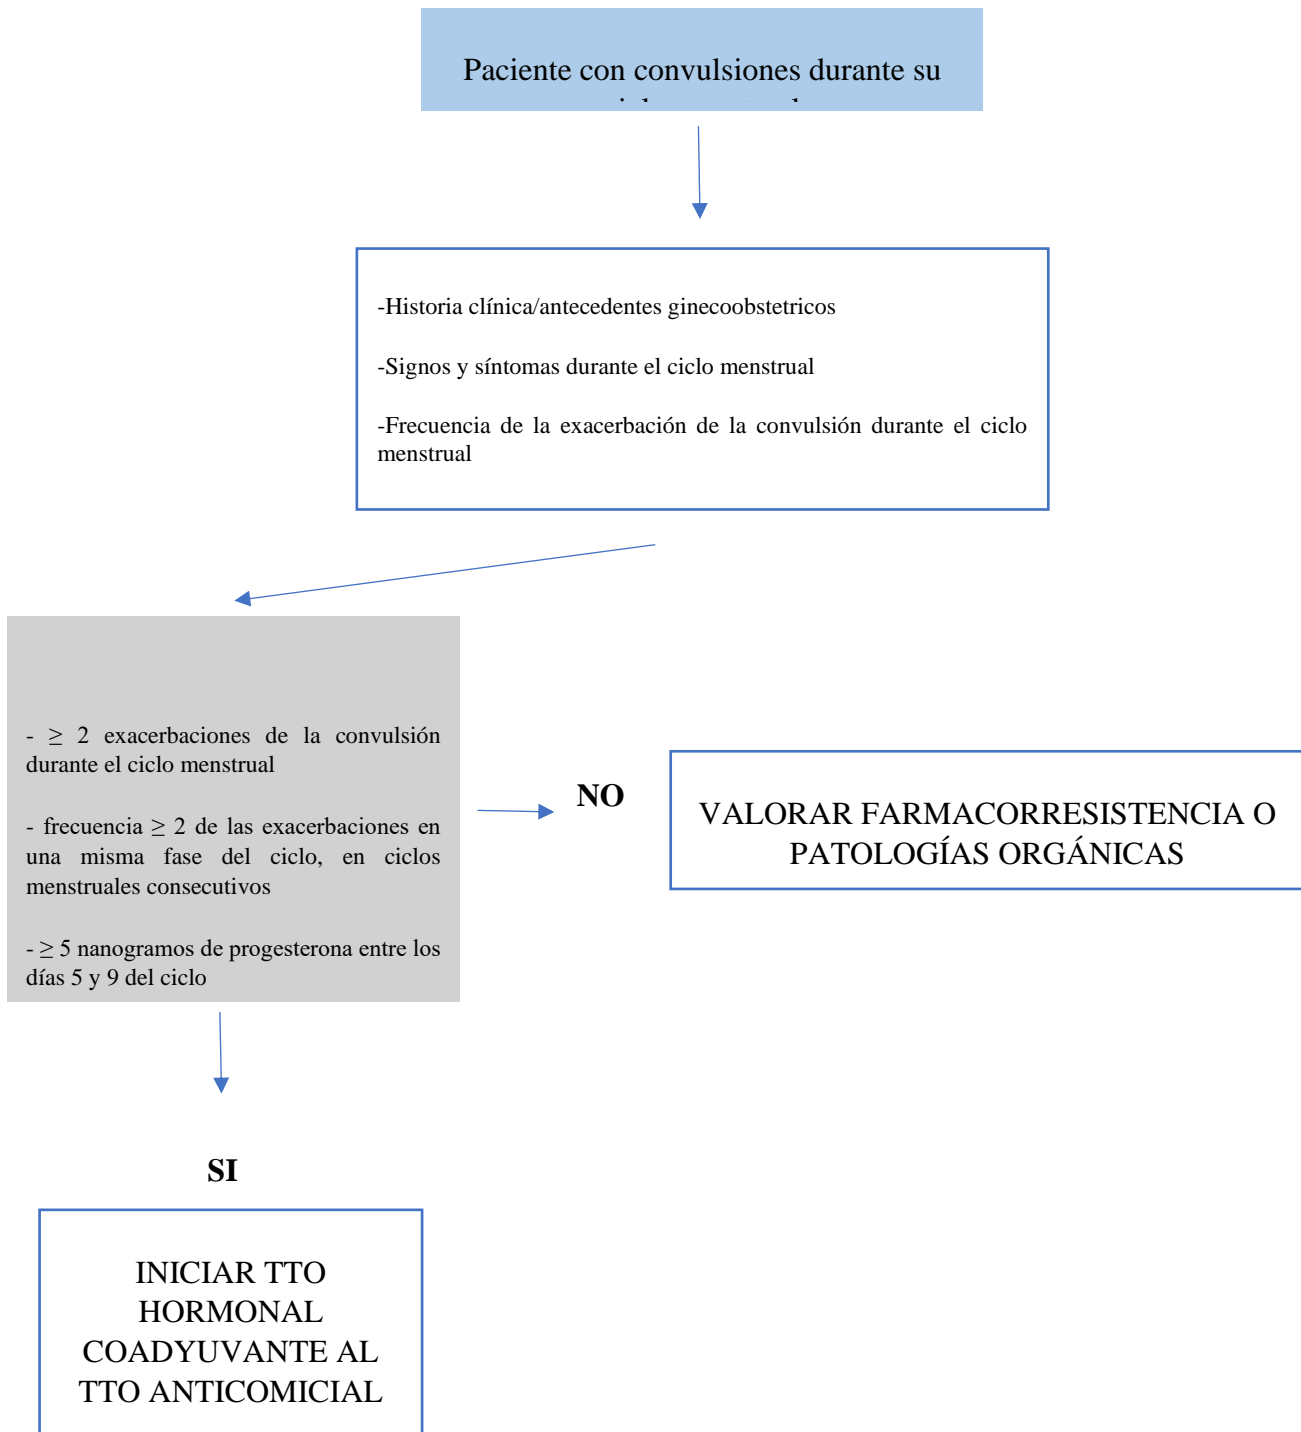 Paciente con convulsiones durante su
-Historia clínica/antecedentes ginecoobstetricos
-Signos y síntomas durante el ciclo menstrual
-Frecuencia de la exacerbación de la convulsión durante el ciclo
menstrual
- ≥ 2 exacerbaciones de la convulsión
durante el ciclo menstrual
- frecuencia ≥ 2 de las exacerbaciones en
una misma fase del ciclo, en ciclos
menstruales consecutivos
- ≥ 5 nanogramos de progesterona entre los
días 5 y 9 del ciclo
NO
VALORAR FARMACORRESISTENCIA O
PATOLOGÍAS ORGÁNICAS
SI
INICIAR TTO
HORMONAL
COADYUVANTE AL
TTO ANTICOMICIAL